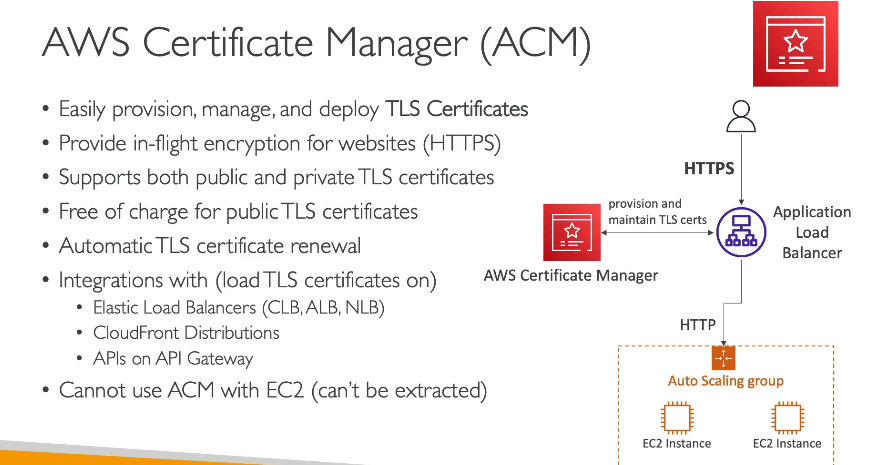 AWS Certificate Manager (ACM)
• Easily provision, manage, and deploy TLS Certificates
• Provide in-flight encryption for websites (HTTPS)
• Supports both public and private TLS certificates
• Free of charge for public TLS certificates
• Automatic TLS certificate renewal
• Integrations with (load TLS certificates on)
• Elastic Load Balancers (CLB, ALB, NLB)
• CloudFront Distributions
• APIs on API Gateway
• Cannot use ACM with EC2 (can't be extracted)
HTTPS
provision and
maintain TLS certs
Application
Load
Balancer
AWS Certificate Manager
HTTP
Auto Scaling group
EC2 Instance
EC2 Instance